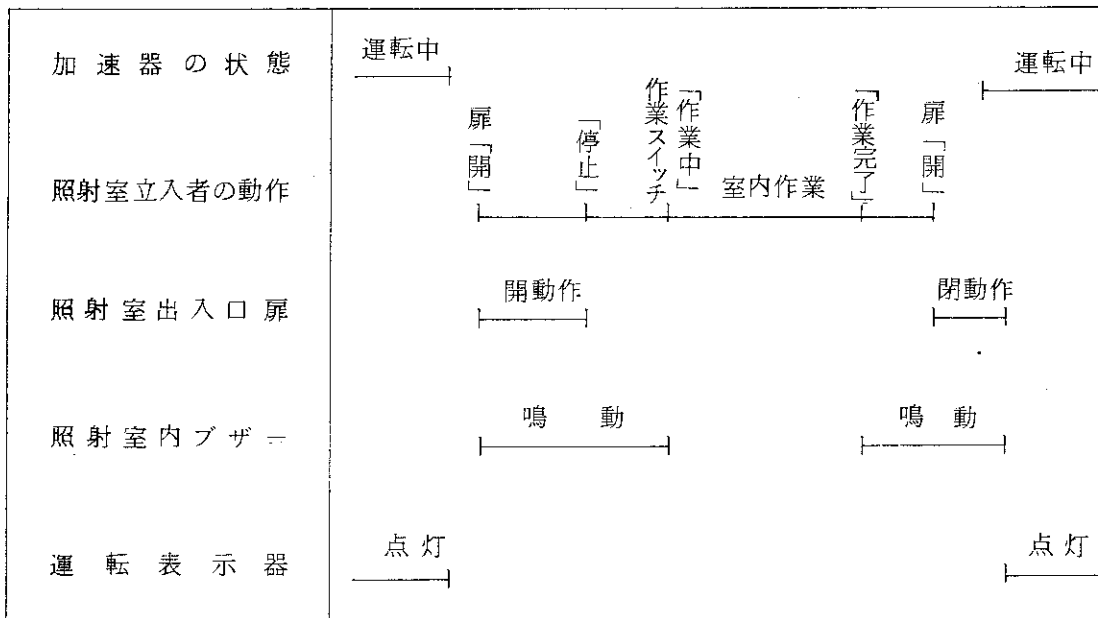 加速器の状態
運転中
運転中
照射室立入者の動作
扉「開」
「停止」
作業スイッチ
「作業中」
室内作業
「作業完了」
扉「開」
照射室出入口扉
開動作
閉動作
照射室内ブザー
鳴動
鳴動
運転表示器
点灯
点灯